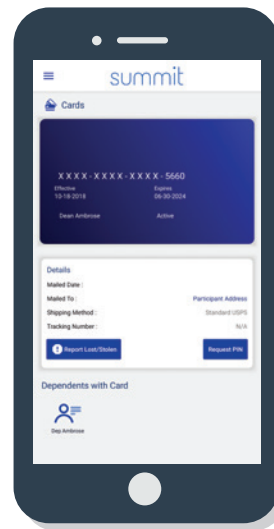 summit
Cards
XXXX-XXXX-XXXX-5660
Effective Expires
10-18-2018 06-30-2024
Dean Ambrose Active
Details
Mailed Date :
Mailed To : Participant Address
Shipping Method : Standard USPS
Tracking Number : N/A
Report Lost/Stolen Request PIN
Dependents with Card
Dep Ambrose